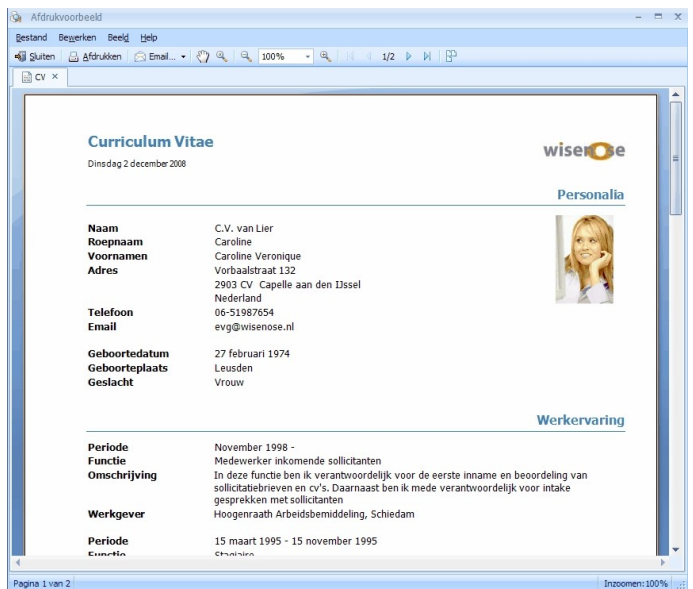 Afdrukvoorbeeld
Bestand Bewerken Beeld Help
Sluiten Afdrukken Email... 100% 1/2
CV
Curriculum Vitae
Dinsdag 2 december 2008
wisenose
Personalia
Naam C.V. van Lier
Roepnaam Caroline
Voornamen Caroline Veronique
Adres Vorbaalstraat 132
2903 CV Capelle aan den IJssel
Nederland
Telefoon 06-51987654
Email evg@wisenose.nl
Geboortedatum 27 februari 1974
Geboorteplaats Leusden
Geslacht Vrouw
Werkervaring
Periode November 1998 -
Functie Medewerker inkomende sollicitanten
Omschrijving In deze functie ben ik verantwoordelijk voor de eerste inname en beoordeling van
sollicitatiebrieven en cv's. Daarnaast ben ik mede verantwoordelijk voor intake
gesprekken met sollicitanten
Werkgever Hoogenraath Arbeidsbemiddeling, Schiedam
Periode 15 maart 1995 - 15 november 1995
Functie Stagiaire
Pagina 1 van 2 Inzoomen:100%